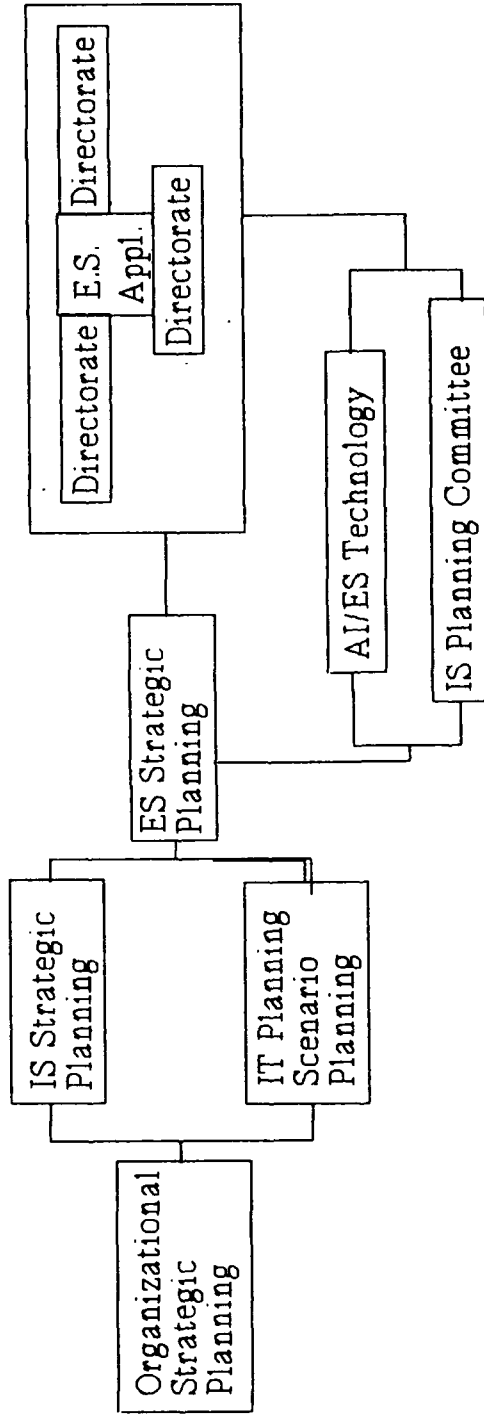 Organizational
Strategic
Planning
IS Strategic
Planning
IT Planning
Scenario
Planning
ES Strategic
Planning
Directorate
E.S.
Appl.
Directorate
Directorate
AI/ES Technology
IS Planning Committee